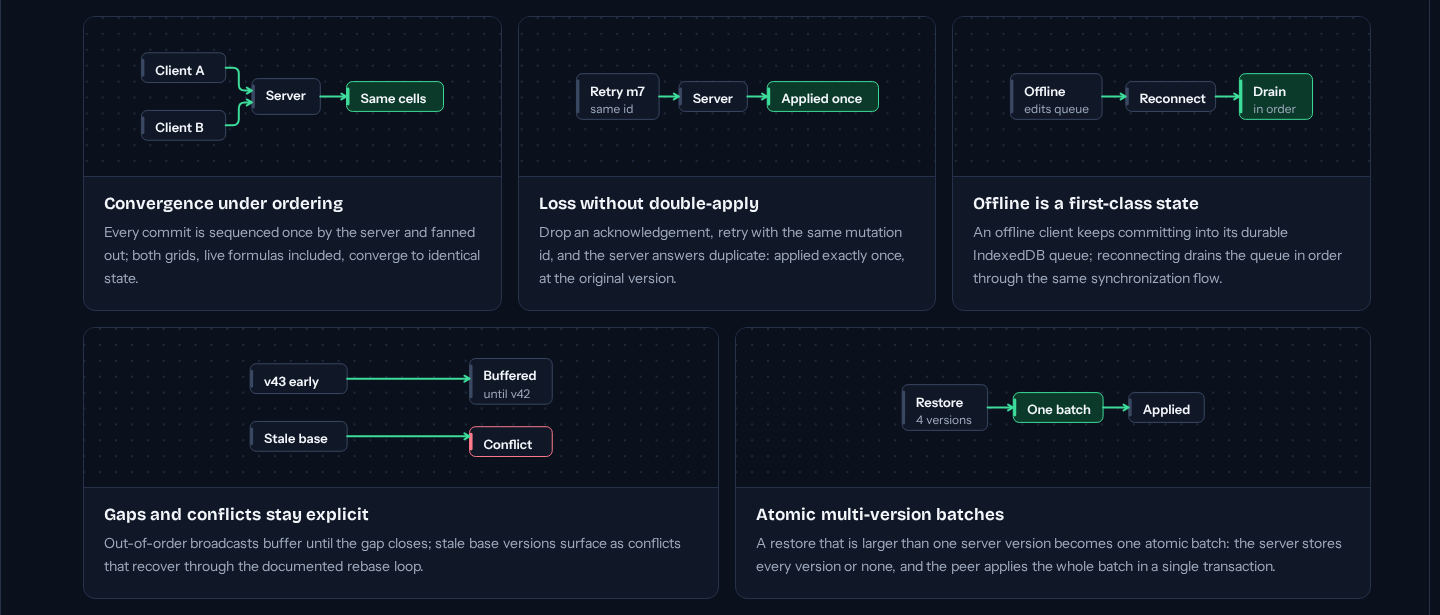 Client A
Client B
Server
Same cells
Convergence under ordering
Every commit is sequenced once by the server and fanned
out; both grids, live formulas included, converge to identical
state.
Retry m7
same id
Server
Applied once
Loss without double-apply
Drop an acknowledgement, retry with the same mutation
id, and the server answers duplicate: applied exactly once,
at the original version.
Offline
edits queue
Reconnect
Drain
in order
Offline is a first-class state
An offline client keeps committing into its durable
IndexedDB queue; reconnecting drains the queue in order
through the same synchronization flow.
v43 early
Buffered
until v42
Stale base
Conflict
Gaps and conflicts stay explicit
Out-of-order broadcasts buffer until the gap closes; stale base versions surface as conflicts
that recover through the documented rebase loop.
Restore
4 versions
One batch
Applied
Atomic multi-version batches
A restore that is larger than one server version becomes one atomic batch: the server stores
every version or none, and the peer applies the whole batch in a single transaction.